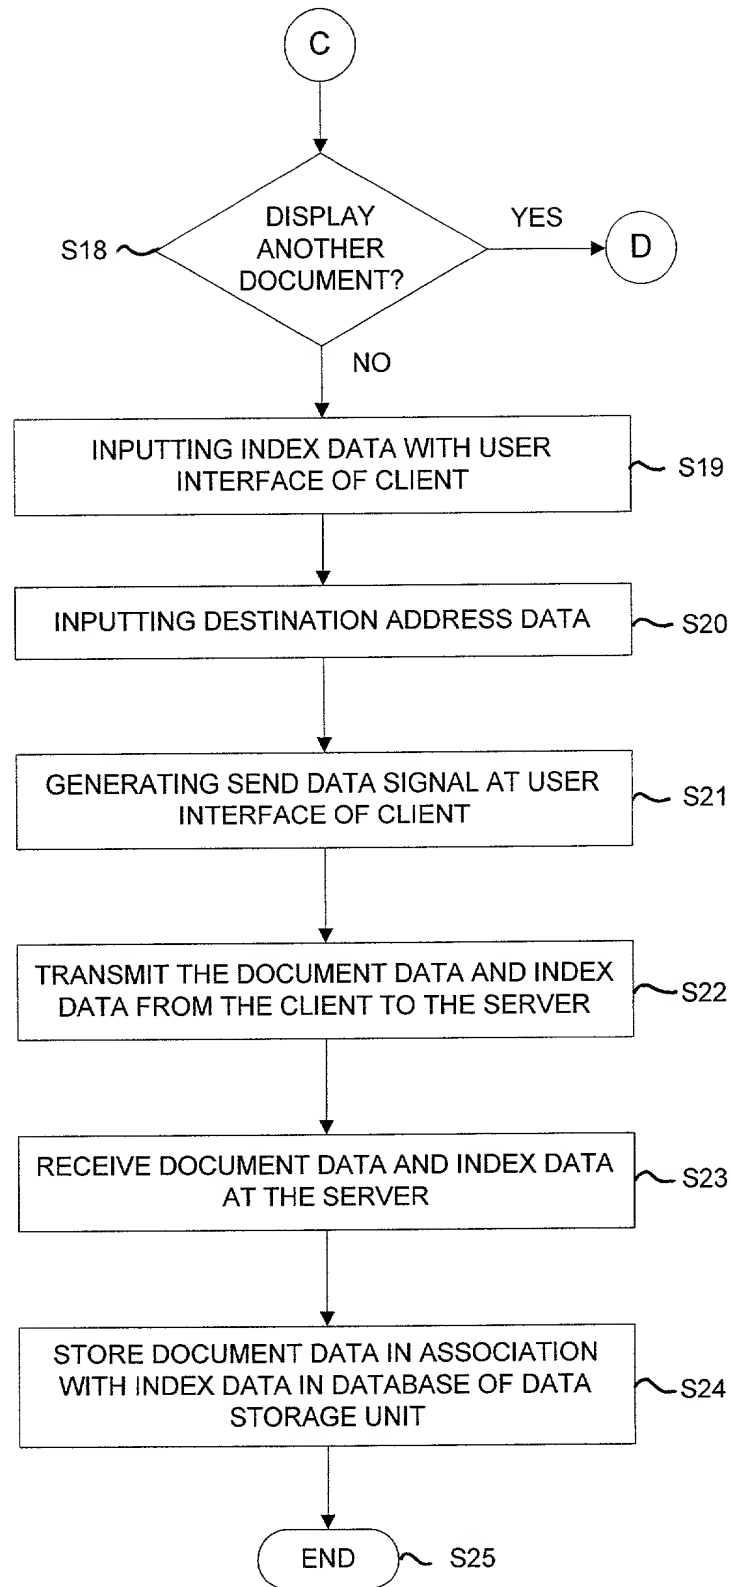 C
DISPLAY
ANOTHER
DOCUMENT?
S18
YES
D
NO
INPUTTING INDEX DATA WITH USER
INTERFACE OF CLIENT
S19
INPUTTING DESTINATION ADDRESS DATA
S20
GENERATING SEND DATA SIGNAL AT USER
INTERFACE OF CLIENT
S21
TRANSMIT THE DOCUMENT DATA AND INDEX
DATA FROM THE CLIENT TO THE SERVER
S22
RECEIVE DOCUMENT DATA AND INDEX DATA
AT THE SERVER
S23
STORE DOCUMENT DATA IN ASSOCIATION
WITH INDEX DATA IN DATABASE OF DATA
STORAGE UNIT
S24
END
S25